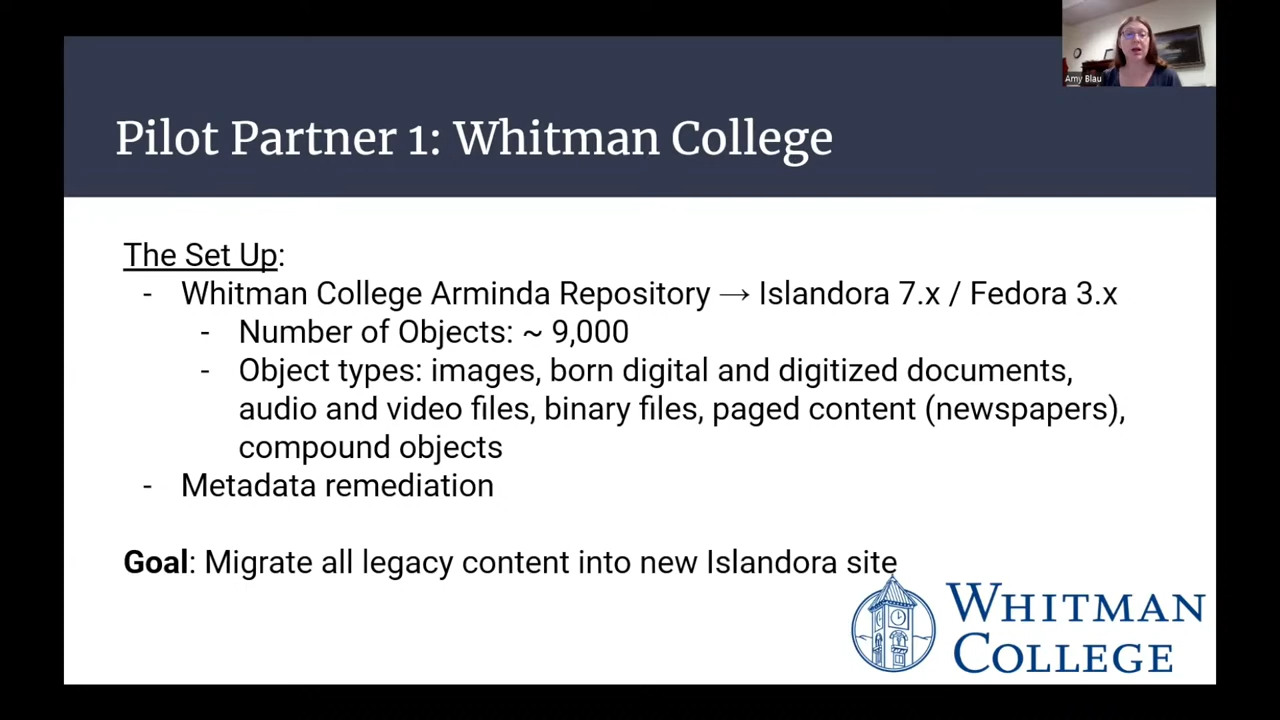 Amy Blau
Pilot Partner 1: Whitman College
The Set Up:
- Whitman College Arminda Repository → Islandora 7.x / Fedora 3.x
- Number of Objects: ~ 9,000
- Object types: images, born digital and digitized documents,
audio and video files, binary files, paged content (newspapers),
compound objects
- Metadata remediation
Goal: Migrate all legacy content into new Islandora site
WHITMAN
COLLEGE